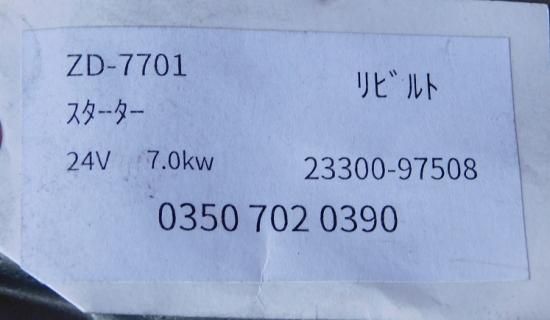 ZD-7701
ﾘﾋﾞﾙﾄ
ｽﾀｰﾀｰ
24V 7.0kw 23300-97508
0350 702 0390